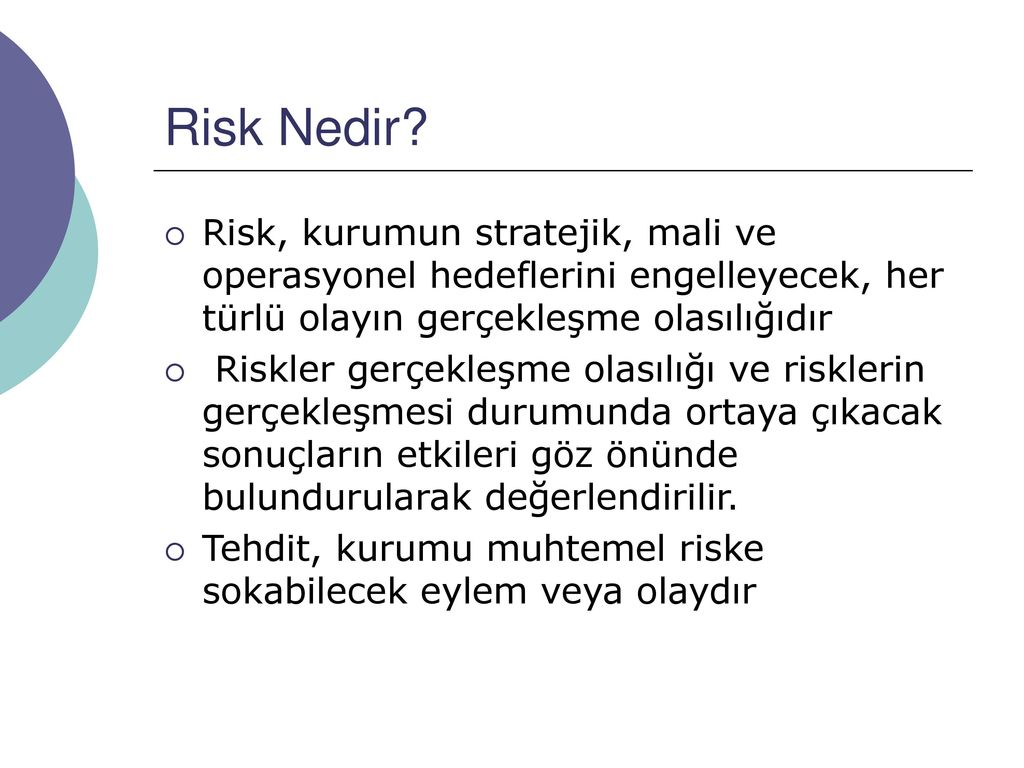 Risk Nedir?
Risk, kurumun stratejik, mali ve
operasyonel hedeflerini engelleyecek, her
türlü olayın gerçekleşme olasılığıdır
Riskler gerçekleşme olasılığı ve risklerin
gerçekleşmesi durumunda ortaya çıkacak
sonuçların etkileri göz önünde
bulundurularak değerlendirilir.
Tehdit, kurumu muhtemel riske
sokabilecek eylem veya olaydır